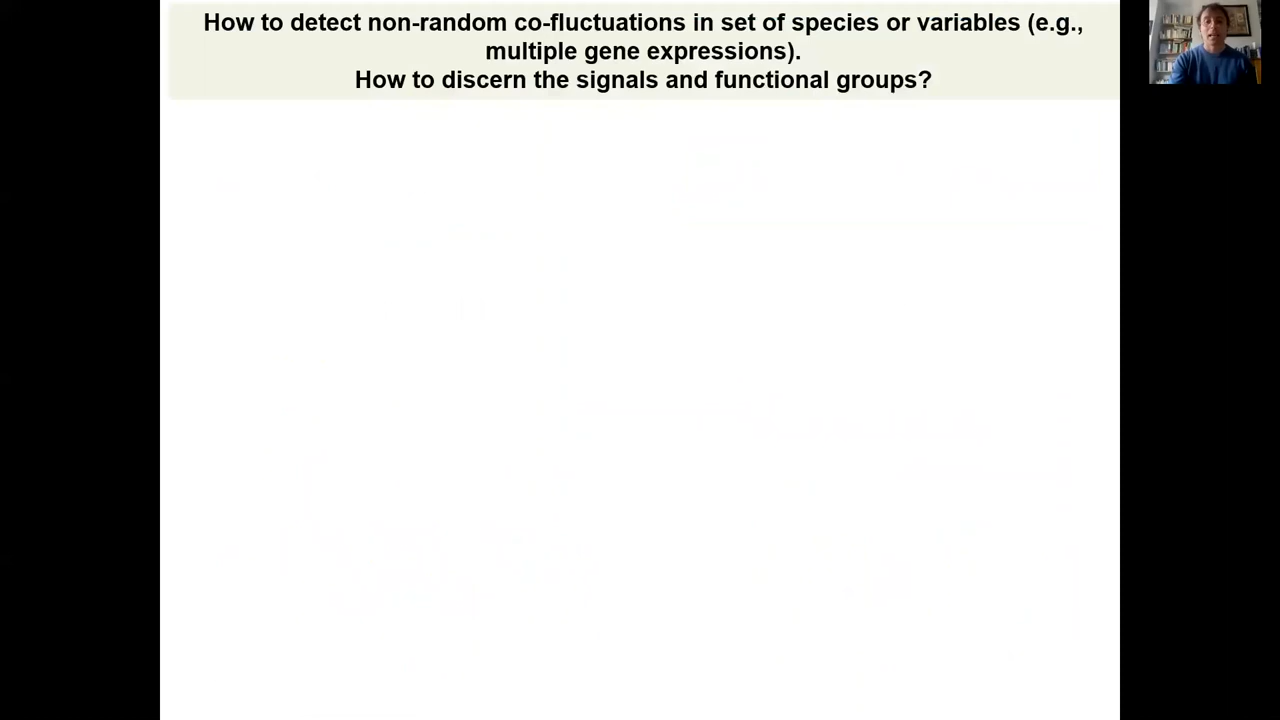 How to detect non-random co-fluctuations in set of species or variables (e.g.,
multiple gene expressions).
How to discern the signals and functional groups?